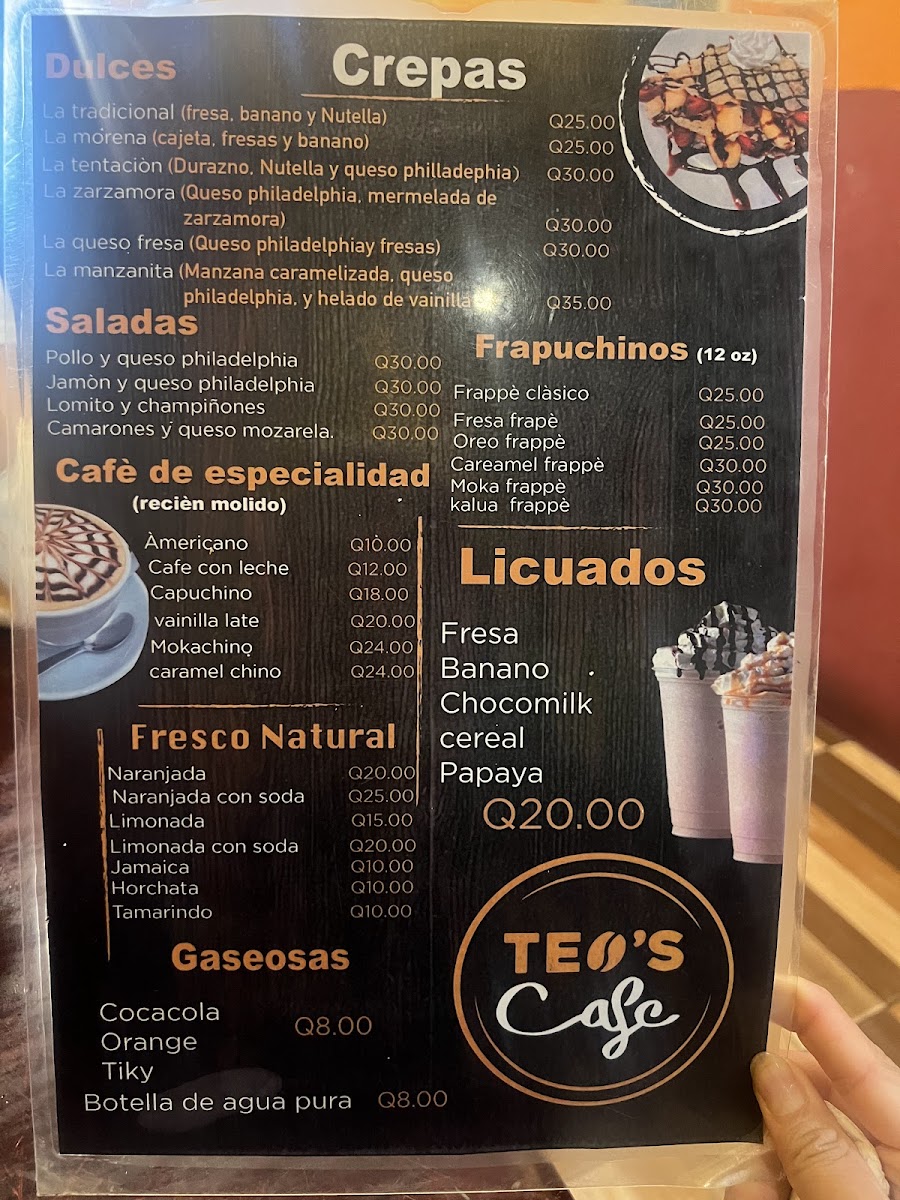 Crepas
Dulces
La tradicional (fresa, banano y Nutella) Q25.00
La morena (cajeta, fresas y banano) Q25.00
La tentaciòn (Durazno, Nutella y queso philladephia) Q30.00
La zarzamora (Queso philadelphia, mermelada de
zarzamora) Q30.00
La queso fresa (Queso philadelphiay fresas) Q30.00
La manzanita (Manzana caramelizada, queso
philadelphia, y helado de vainilla Q35.00
Saladas
Pollo y queso philadelphia Q30.00
Jamòn y queso philadelphia Q30.00
Lomito y champiñones Q30.00
Camarones y queso mozarela. Q30.00
Cafè de especialidad
(recièn molido)
Àmericano Q10.00
Cafe con leche Q12.00
Capuchino Q18.00
vainilla late Q20.00
Mokachino Q24.00
caramel chino Q24.00
Fresco Natural
Naranjada Q20.00
Naranjada con soda Q25.00
Limonada Q15.00
Limonada con soda Q20.00
Jamaica Q10.00
Horchata Q10.00
Tamarindo Q10.00
Gaseosas
Cocacola
Orange Q8.00
Tiky
Botella de agua pura Q8.00
Frapuchinos (12 oz)
Frappè clàsico Q25.00
Fresa frapè Q25.00
Oreo frappè Q25.00
Careamel frappè Q30.00
Moka frappè Q30.00
kalua frappè Q30.00
Licuados
Fresa
Banano
Chocomilk
cereal
Papaya
Q20.00
TEO'S
Cafe